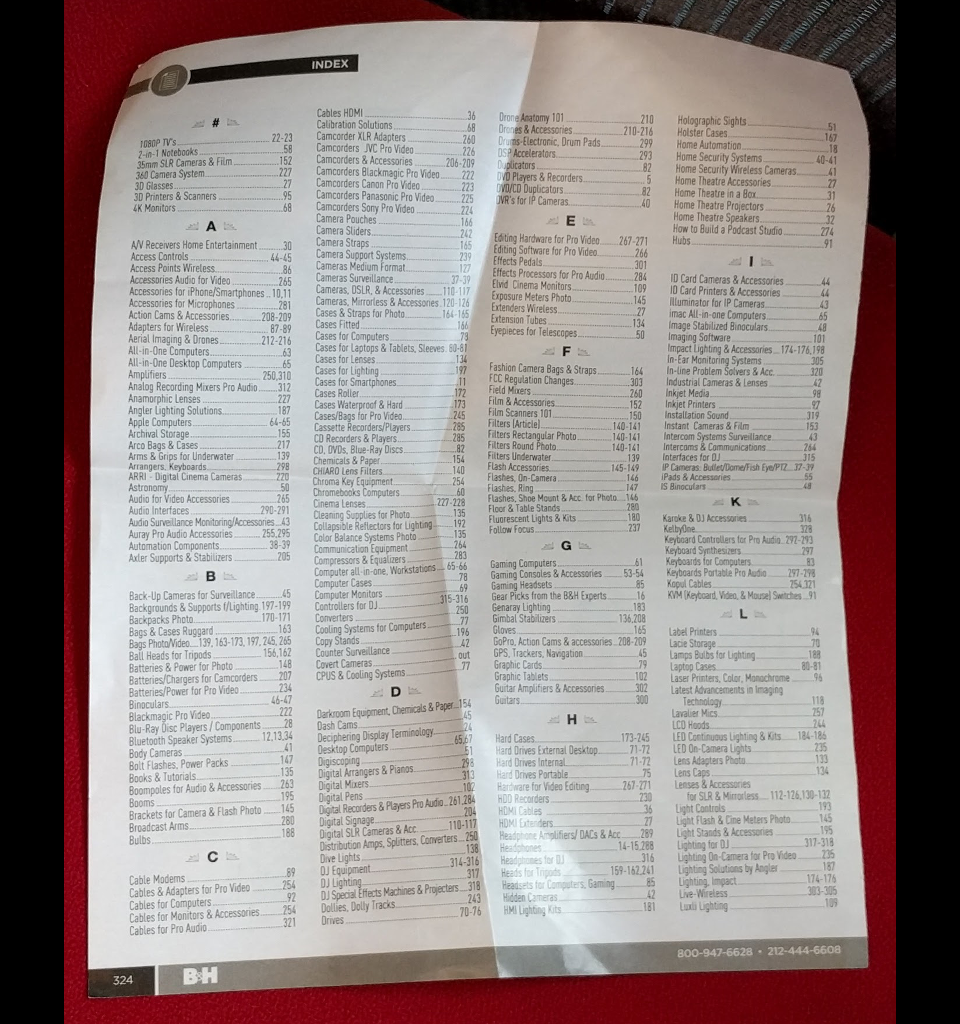 INDEX
#
1080P TV's 22-23
2-in-1 Notebooks 58
35mm SLR Cameras & Film 152
360 Camera System 227
3D Glasses 27
3D Printers & Scanners 95
4K Monitors 68
A
A/V Receivers Home Entertainment 30
Access Controls 44-45
Access Points Wireless 86
Accessories Audio for Video 265
Accessories for iPhone/Smartphones 10,11
Accessories for Microphones 281
Action Cams & Accessories 208-209
Adapters for Wireless 87-89
Aerial Imaging & Drones 212-216
All-in-One Computers 63
All-in-One Desktop Computers 65
Amplifiers 250,310
Analog Recording Mixers Pro Audio 312
Anamorphic Lenses 227
Angler Lighting Solutions 187
Apple Computers 64-65
Archival Storage 155
Arco Bags & Cases 217
Arms & Grips for Underwater 139
Arrangers, Keyboards 298
ARRI - Digital Cinema Cameras 220
Astronomy 50
Audio for Video Accessories 265
Audio Interfaces 290-291
Audio Surveillance Monitoring/Accessories 43
Auray Pro Audio Accessories 255,295
Automation Components 38-39
Axler Supports & Stabilizers 205
B
Back-Up Cameras for Surveillance 45
Backgrounds & Supports f/Lighting 197-199
Backpacks Photo 170-171
Bags & Cases Ruggard 163
Bags Photo/Video 139, 163-173, 197, 245, 265
Ball Heads for Tripods 156,162
Batteries & Power for Photo 148
Batteries/Chargers for Camcorders 207
Batteries/Power for Pro Video 234
Binoculars 46-47
Blackmagic Pro Video 222
Blu-Ray Disc Players / Components 28
Bluetooth Speaker Systems 12,13,34
Body Cameras 41
Bolt Flashes, Power Packs 147
Books & Tutorials 135
Boompoles for Audio & Accessories 263
Booms 195
Brackets for Camera & Flash Photo 145
Broadcast Arms 280
Bulbs 188
C
Cable Modems 89
Cables & Adapters for Pro Video 254
Cables for Computers 92
Cables for Monitors & Accessories 254
Cables for Pro Audio 321
Cables HDMI 36
Calibration Solutions 68
Camcorder XLR Adapters 260
Camcorders JVC Pro Video 226
Camcorders & Accessories 206-209
Camcorders Blackmagic Pro Video 222
Camcorders Canon Pro Video 223
Camcorders Panasonic Pro Video 225
Camcorders Sony Pro Video 224
Camera Pouches 166
Camera Sliders 242
Camera Straps 165
Camera Support Systems 239
Cameras Medium Format 127
Cameras Surveillance 37-39
Cameras, DSLR, & Accessories 110-117
Cameras, Mirrorless & Accessories 120-126
Cases & Straps for Photo 164-165
Cases Fitted 166
Cases for Computers 78
Cases for Laptops & Tablets, Sleeves 80-81
Cases for Lenses 134
Cases for Lighting 197
Cases for Smartphones 11
Cases Roller 172
Cases Waterproof & Hard 173
Cases/Bags for Pro Video 245
Cassette Recorders/Players 285
CD Recorders & Players 285
CD, DVDs, Blue-Ray Discs 82
Chemicals & Paper 154
CHIARO Lens Filters 140
Chroma Key Equipment 254
Chromebooks Computers 60
Cinema Lenses 227-228
Cleaning Supplies for Photo 135
Collapsible Reflectors for Lighting 192
Color Balance Systems Photo 135
Communication Equipment 264
Compressors & Equalizers 283
Computer all-in-one, Workstations 65-66
Computer Cases 78
Computer Monitors 69
Controllers for DJ 315-316
Converters 250
Cooling Systems for Computers 77
Copy Stands 196
Counter Surveillance 42
Covert Cameras out
CPUS & Cooling Systems 77
D
Darkroom Equipment, Chemicals & Paper 154
Dash Cams 45
Deciphering Display Terminology 24
Desktop Computers 65,67
Digiscoping 51
Digital Arrangers & Pianos 298
Digital Mixers 313
Digital Pens 102
Digital Recorders & Players Pro Audio 261,284
Digital Signage 204
Digital SLR Cameras & Acc 110-117
Distribution Amps, Splitters, Converters 250
Dive Lights 138
DJ Equipment 314-316
DJ Lighting 317
DJ Special Effects Machines & Projectors 318
Dollies, Dolly Tracks 243
Drives 70-76
Drone Anatomy 101 210
Drones & Accessories 210-216
Drums-Electronic, Drum Pads 299
DSP Accelerators 293
Duplicators 82
DVD Players & Recorders 5
DVD/CD Duplicators 82
DVR's for IP Cameras 40
E
Editing Hardware for Pro Video 267-271
Editing Software for Pro Video 266
Effects Pedals 301
Effects Processors for Pro Audio 284
Elvid Cinema Monitors 109
Exposure Meters Photo 145
Extenders Wireless 27
Extension Tubes 134
Eyepieces for Telescopes 50
F
Fashion Camera Bags & Straps 164
FCC Regulation Changes 303
Field Mixers 260
Film & Accessories 152
Film Scanners 101 150
Filters (Article) 140-141
Filters Rectangular Photo 140-141
Filters Round Photo 140-141
Filters Underwater 139
Flash Accessories 145-149
Flashes, On-Camera 146
Flashes, Ring 147
Flashes, Shoe Mount & Acc. for Photo 146
Floor & Table Stands 280
Fluorescent Lights & Kits 180
Follow Focus 237
G
Gaming Computers 61
Gaming Consoles & Accessories 53-54
Gaming Headsets 85
Gear Picks from the B&H Experts 16
Genaray Lighting 183
Gimbal Stabilizers 136,208
Gloves 165
GoPro, Action Cams & accessories 208-209
GPS, Trackers, Navigation 45
Graphic Cards 79
Graphic Tablets 102
Guitar Amplifiers & Accessories 302
Guitars 300
H
Hard Cases 173-245
Hard Drives External Desktop 71-72
Hard Drives Internal 71-72
Hard Drives Portable 75
Hardware for Video Editing 267-271
HDD Recorders 230
HDMI Cables 36
HDMI Extenders 27
Headphone Amplifiers/ DACs & Acc 289
Headphones 14-15,288
Headphones for DJ 316
Heads for Tripods 159-162,241
Headsets for Computers, Gaming 85
Hidden Cameras 42
HMI Lighting Kits 181
Holographic Sights 51
Holster Cases 167
Home Automation 18
Home Security Systems 40-41
Home Security Wireless Cameras 41
Home Theatre Accessories 27
Home Theatre in a Box 31
Home Theatre Projectors 26
Home Theatre Speakers 32
How to Build a Podcast Studio 274
Hubs 91
I
ID Card Cameras & Accessories 44
ID Card Printers & Accessories 44
Illuminator for IP Cameras 43
imac All-in-one Computers 65
Image Stabilized Binoculars 48
Imaging Software 101
Impact Lighting & Accessories 174-176,198
In-Ear Monitoring Systems 305
In-line Problem Solvers & Acc 320
Industrial Cameras & Lenses 42
Inkjet Media 98
Inkjet Printers 97
Installation Sound 319
Instant Cameras & Film 153
Intercom Systems Surveillance 43
Intercoms & Communications 264
Interfaces for DJ 315
IP Cameras: Bullet/Dome/Fish Eye/PTZ 37-39
iPads & Accessories 55
IS Binoculars 48
K
Karoke & DJ Accessories 316
KelbyOne 328
Keyboard Controllers for Pro Audio 292-293
Keyboard Synthesizers 297
Keyboards for Computers 83
Keyboards Portable Pro Audio 297-298
Kopul Cables 254,321
KVM (Keyboard, Video, & Mouse) Switches 91
L
Label Printers 94
Lacie Storage 70
Lamps Bulbs for Lighting 188
Laptop Cases 80-81
Laser Printers, Color, Monochrome 96
Latest Advancements in Imaging
Technology 118
Lavalier Mics 257
LCD Hoods 244
LED Continuous Lighting & Kits 184-186
LED On-Camera Lights 235
Lens Adapters Photo 133
Lens Caps 134
Lenses & Accessories
for SLR & Mirrorless 112-126,130-132
Light Controls 193
Light Flash & Cine Meters Photo 145
Light Stands & Accessories 195
Lighting for DJ 317-318
Lighting On-Camera for Pro Video 235
Lighting Solutions by Angler 187
Lighting, Impact 174-176
Live-Wireless 303-305
Luxli Lighting 109
800-947-6628 • 212-444-6608
324
B&H